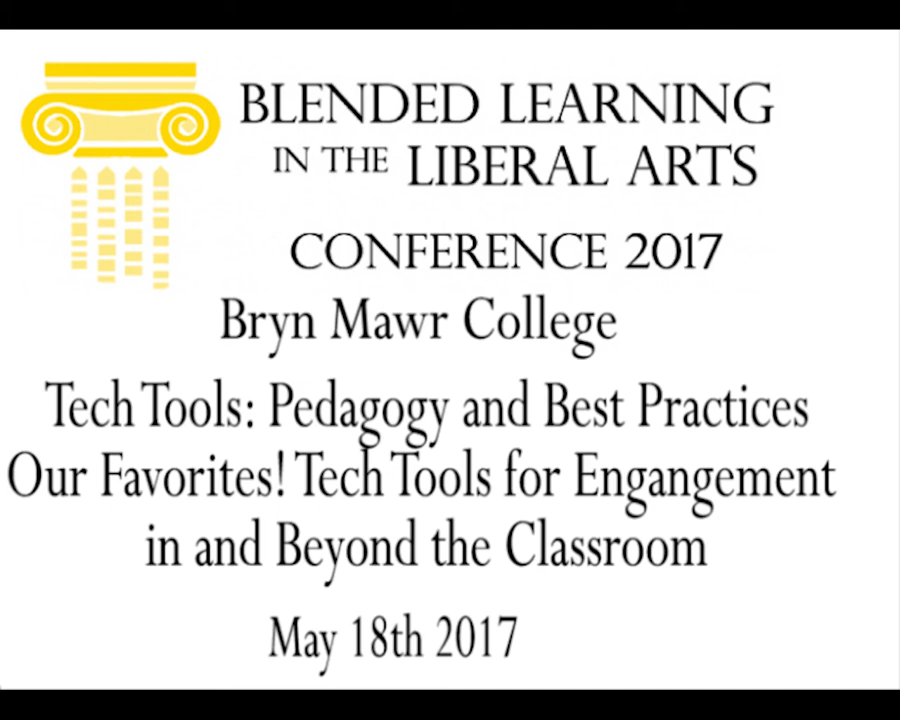 BLENDED LEARNING
IN THE LIBERAL ARTS
CONFERENCE 2017
Bryn Mawr College
Tech Tools: Pedagogy and Best Practices
Our Favorites! Tech Tools for Engangement
in and Beyond the Classroom
May 18th 2017